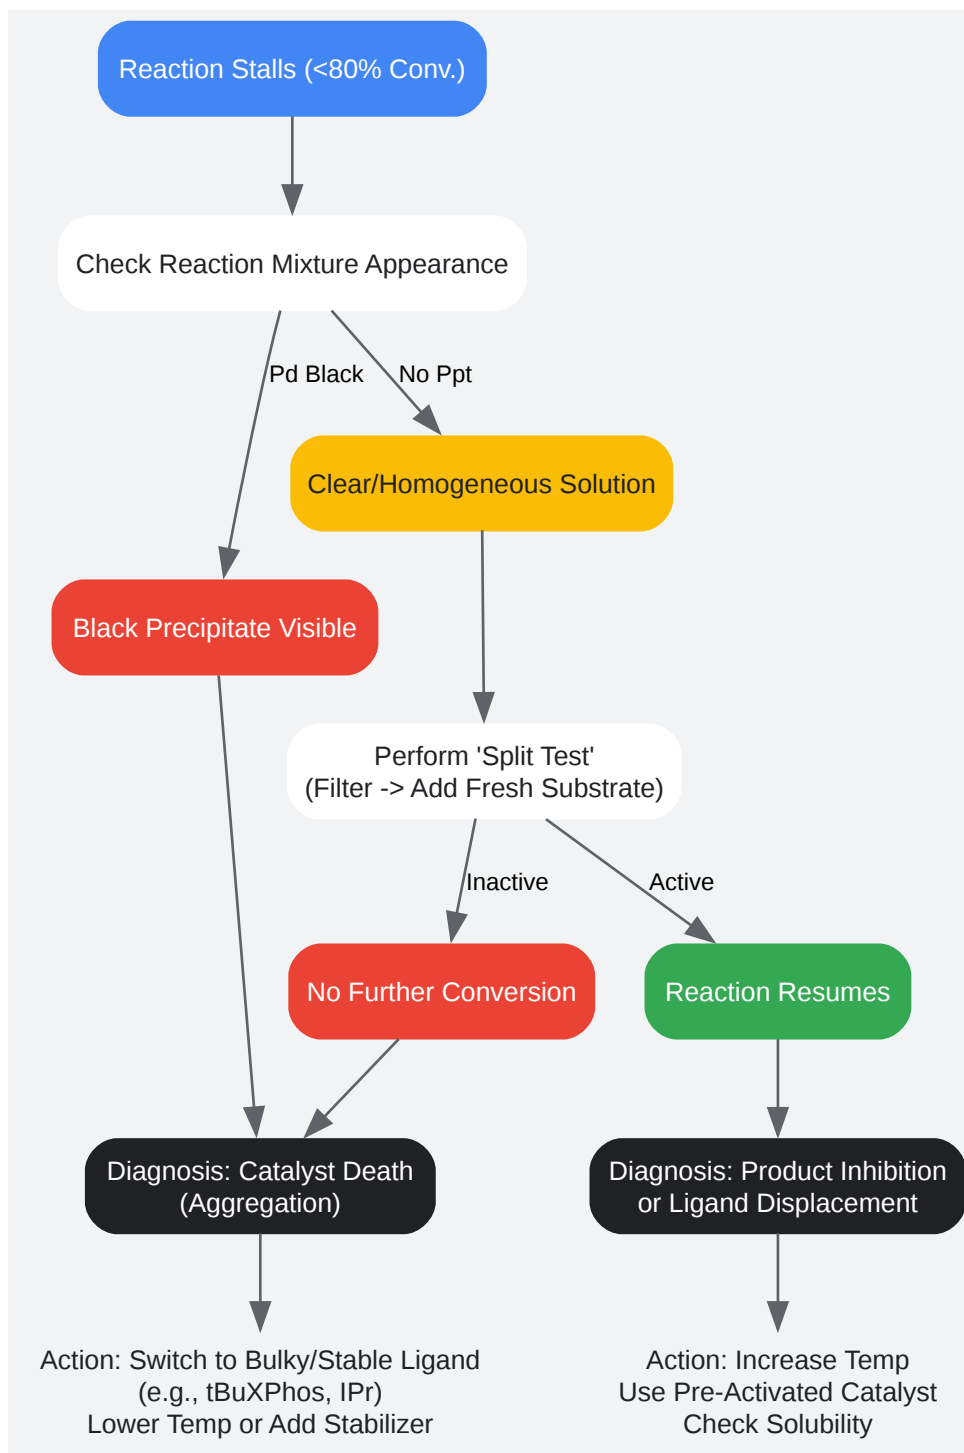 Reaction Stalls (<80% Conv.)
Check Reaction Mixture Appearance
Pd Black
No Ppt
Clear/Homogeneous Solution
Black Precipitate Visible
Perform 'Split Test'
(Filter -> Add Fresh Substrate)
Inactive
Active
No Further Conversion
Reaction Resumes
Diagnosis: Catalyst Death
(Aggregation)
Diagnosis: Product Inhibition
or Ligand Displacement
Action: Switch to Bulky/Stable Ligand
(e.g., tBuXPhos, IPr)
Lower Temp or Add Stabilizer
Action: Increase Temp
Use Pre-Activated Catalyst
Check Solubility